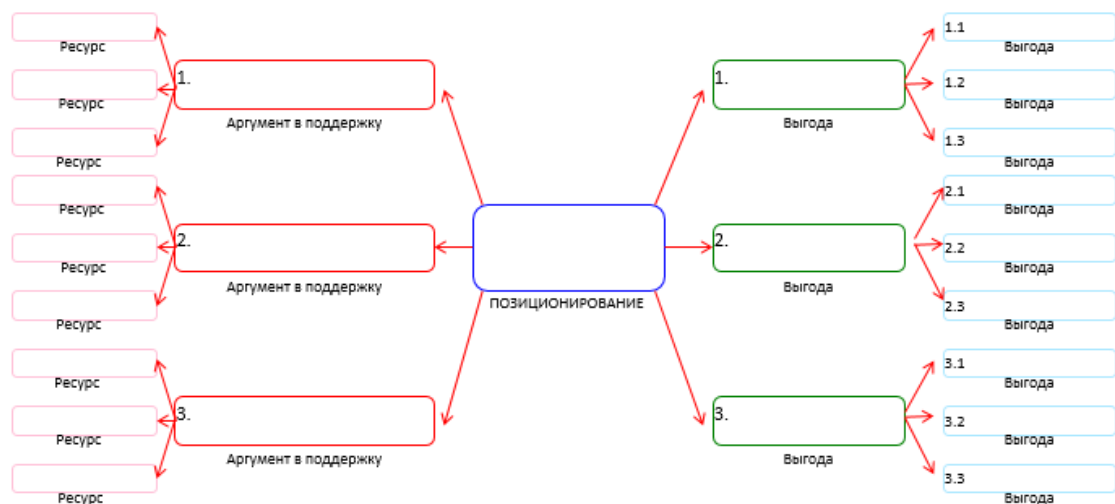 Ресурс
Ресурс
Ресурс
1.
Аргумент в поддержку
Ресурс
Ресурс
Ресурс
2.
Аргумент в поддержку
Ресурс
Ресурс
Ресурс
3.
Аргумент в поддержку
ПОЗИЦИОНИРОВАНИЕ
1.
Выгода
1.1
Выгода
1.2
Выгода
1.3
Выгода
2.
Выгода
2.1
Выгода
2.2
Выгода
2.3
Выгода
3.
Выгода
3.1
Выгода
3.2
Выгода
3.3
Выгода